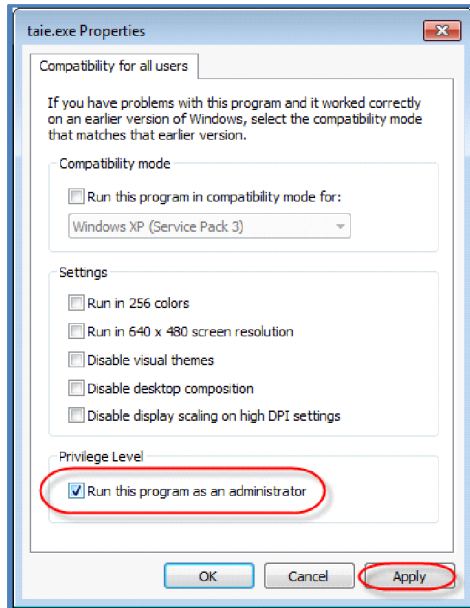 taie.exe Properties
Compatibility for all users
If you have problems with this program and it worked correctly
on an earlier version of Windows, select the compatibility mode
that matches that earlier version.
Compatibility mode
Run this program in compatibility mode for:
Windows XP (Service Pack 3)
Settings
Run in 256 colors
Run in 640 x 480 screen resolution
Disable visual themes
Disable desktop composition
Disable display scaling on high DPI settings
Privilege Level
Run this program as an administrator
OK Cancel Apply